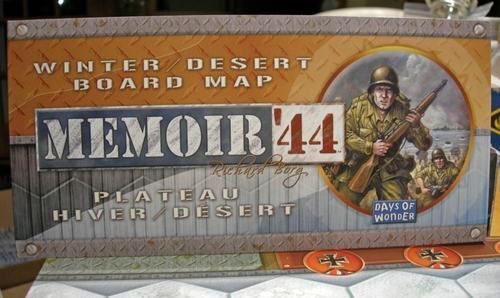 WINTER/DESERT
BOARD MAP
MEMOIR '44
Richard Borg
PLATEAU
HIVER/DÉSERT
DAYS OF
WONDER